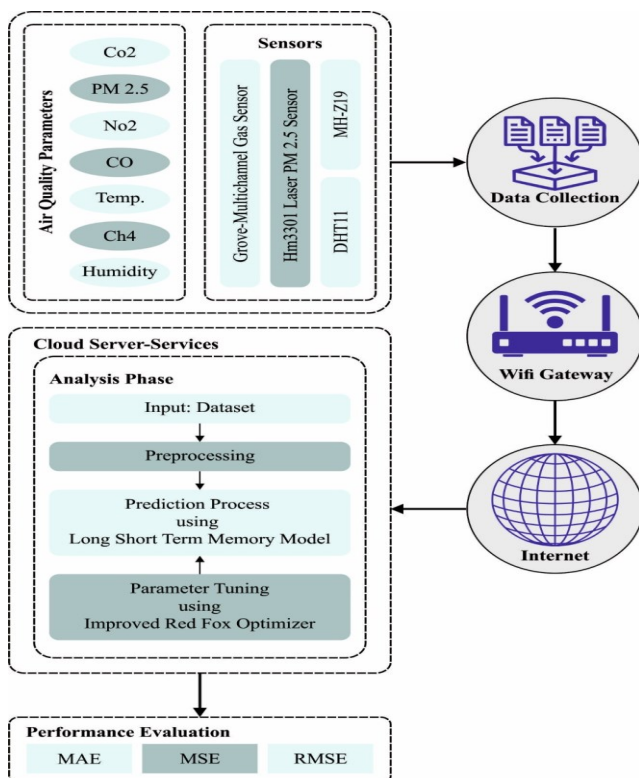 Air Quality Parameters
Co2
PM 2.5
No2
CO
Temp.
Ch4
Humidity
Sensors
Grove-Multichannel Gas Sensor
Hm3301 Laser PM 2.5 Sensor
MH-Z19
DHT11
Data Collection
Wifi Gateway
Internet
Cloud Server-Services
Analysis Phase
Input: Dataset
Preprocessing
Prediction Process
using
Long Short Term Memory Model
Parameter Tuning
using
Improved Red Fox Optimizer
Performance Evaluation
MAE
MSE
RMSE